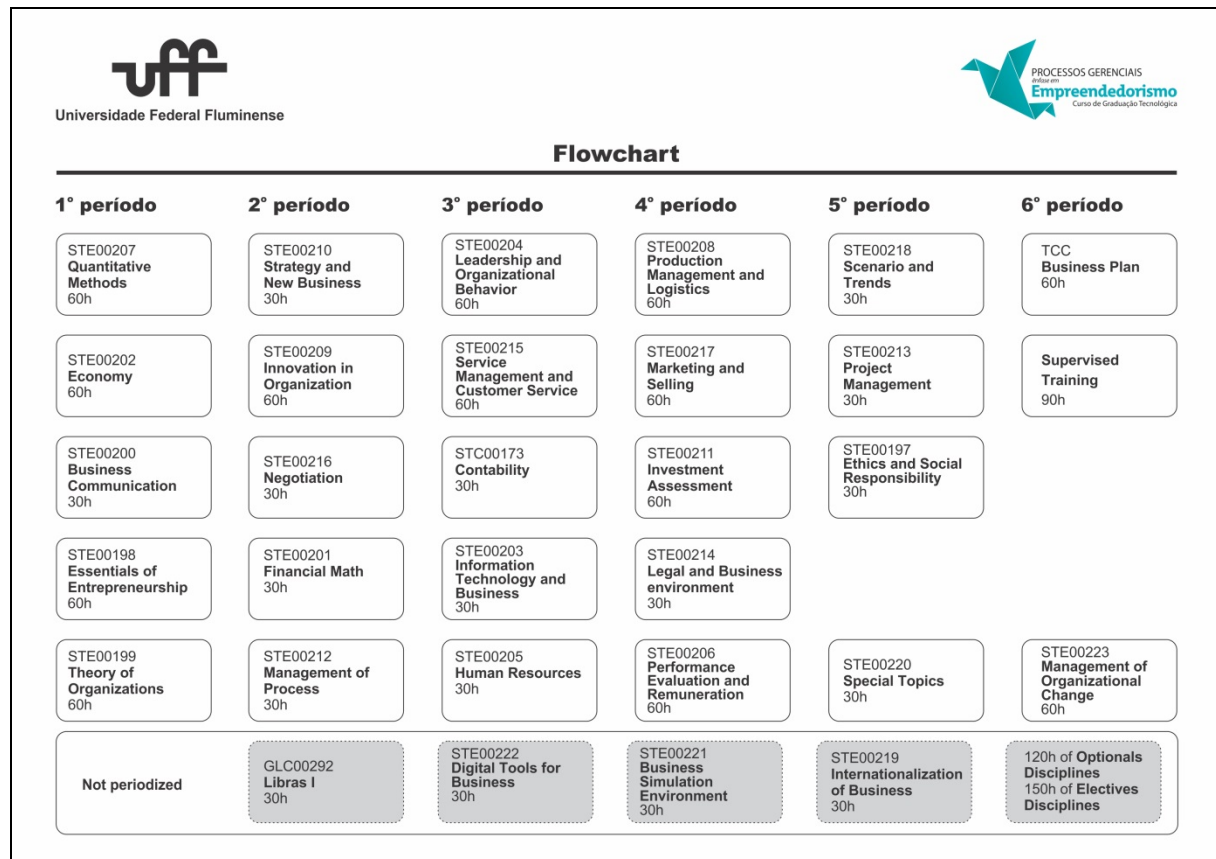 uff
Universidade Federal Fluminense
PROCESSOS GERENCIAIS
ênfase em
Empreendedorismo
Curso de Graduação Tecnológica
Flowchart
1° período
2° período
3° período
4° período
5° período
6° período
STE00207
Quantitative
Methods
60h
STE00210
Strategy and
New Business
30h
STE00204
Leadership and
Organizational
Behavior
60h
STE00208
Production
Management and
Logistics
60h
STE00218
Scenario and
Trends
30h
TCC
Business Plan
60h
STE00202
Economy
60h
STE00209
Innovation in
Organization
60h
STE00215
Service
Management and
Customer Service
60h
STE00217
Marketing and
Selling
60h
STE00213
Project
Management
30h
Supervised
Training
90h
STE00200
Business
Communication
30h
STE00216
Negotiation
30h
STC00173
Contability
30h
STE00211
Investment
Assessment
60h
STE00197
Ethics and Social
Responsibility
30h
STE00198
Essentials of
Entrepreneurship
60h
STE00201
Financial Math
30h
STE00203
Information
Technology and
Business
30h
STE00214
Legal and Business
environment
30h
STE00199
Theory of
Organizations
60h
STE00212
Management of
Process
30h
STE00205
Human Resources
30h
STE00206
Performance
Evaluation and
Remuneration
60h
STE00220
Special Topics
30h
STE00223
Management of
Organizational
Change
60h
Not periodized
GLC00292
Libras I
30h
STE00222
Digital Tools for
Business
30h
STE00221
Business
Simulation
Environment
30h
STE00219
Internationalization
of Business
30h
120h of Optionals
Disciplines
150h of Electives
Disciplines